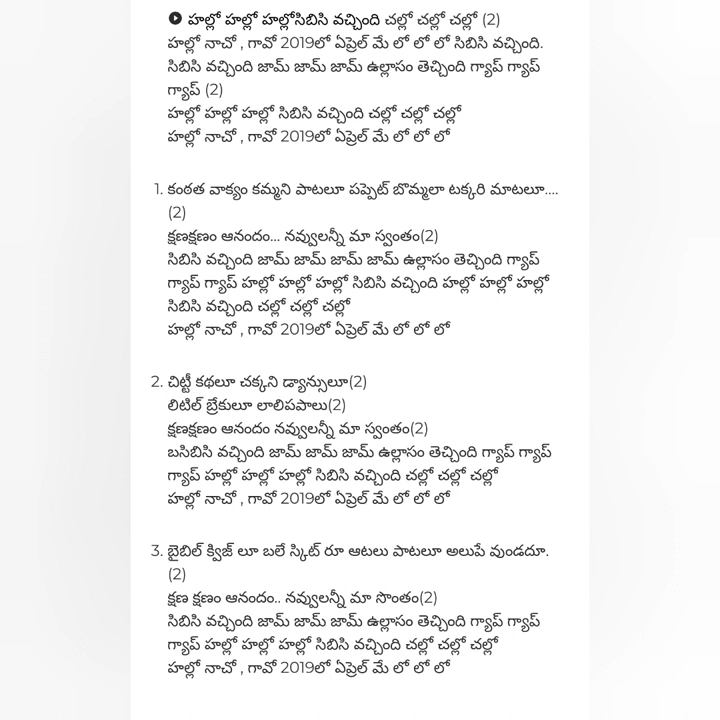 హల్లో హల్లో హల్లోసిబిసి వచ్చింది చల్లో చల్లో చల్లో (2)
హల్లో నాచో , గావో 2019లో ఏప్రెల్ మే లో లో లో సిబిసి వచ్చింది.
సిబిసి వచ్చింది జామ్ జామ్ జామ్ ఉల్లాసం తెచ్చింది గ్యాప్ గ్యాప్
గ్యాప్ (2)
హల్లో హల్లో హల్లో సిబిసి వచ్చింది చల్లో చల్లో చల్లో
హల్లో నాచో , గావో 2019లో ఏప్రెల్ మే లో లో లో
1. కంఠత వాక్యం కమ్మని పాటలూ పప్పెట్ బొమ్మలా టక్కరి మాటలూ....
(2)
క్షణక్షణం ఆనందం... నవ్వులన్నీ మా స్వంతం(2)
సిబిసి వచ్చింది జామ్ జామ్ జామ్ జామ్ ఉల్లాసం తెచ్చింది గ్యాప్
గ్యాప్ గ్యాప్ హల్లో హల్లో హల్లో సిబిసి వచ్చింది హల్లో హల్లో హల్లో
సిబిసి వచ్చింది చల్లో చల్లో చల్లో
హల్లో నాచో , గావో 2019లో ఏప్రెల్ మే లో లో లో
2. చిట్టీ కథలూ చక్కని డ్యాన్సులూ(2)
లిటిల్ బ్రేకులూ లాలిపపాలు(2)
క్షణక్షణం ఆనందం నవ్వులన్నీ మా స్వంతం(2)
బసిబిసి వచ్చింది జామ్ జామ్ జామ్ ఉల్లాసం తెచ్చింది గ్యాప్ గ్యాప్
గ్యాప్ హల్లో హల్లో హల్లో సిబిసి వచ్చింది చల్లో చల్లో చల్లో
హల్లో నాచో , గావో 2019లో ఏప్రెల్ మే లో లో లో
3. బైబిల్ క్విజ్ లూ బలే స్కిట్ రూ ఆటలు పాటలూ అలుపే వుండదూ.
(2)
క్షణ క్షణం ఆనందం.. నవ్వులన్నీ మా సొంతం(2)
సిబిసి వచ్చింది జామ్ జామ్ జామ్ ఉల్లాసం తెచ్చింది గ్యాప్ గ్యాప్
గ్యాప్ హల్లో హల్లో హల్లో సిబిసి వచ్చింది చల్లో చల్లో చల్లో
హల్లో నాచో , గావో 2019లో ఏప్రెల్ మే లో లో లో